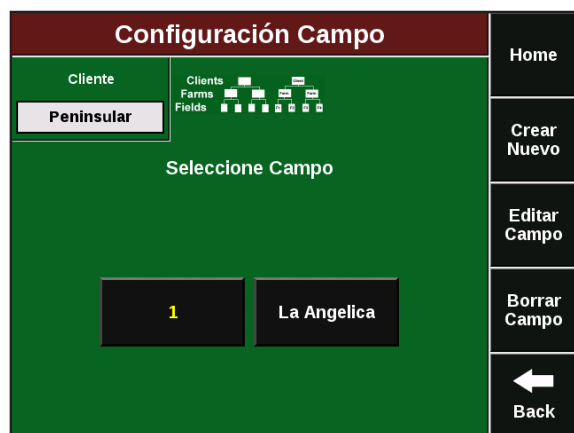 Configuración Campo
Home
Cliente
Peninsular
Clients
Farms
Fields
Crear
Nuevo
Seleccione Campo
Editar
Campo
1
La Angelica
Borrar
Campo
Back